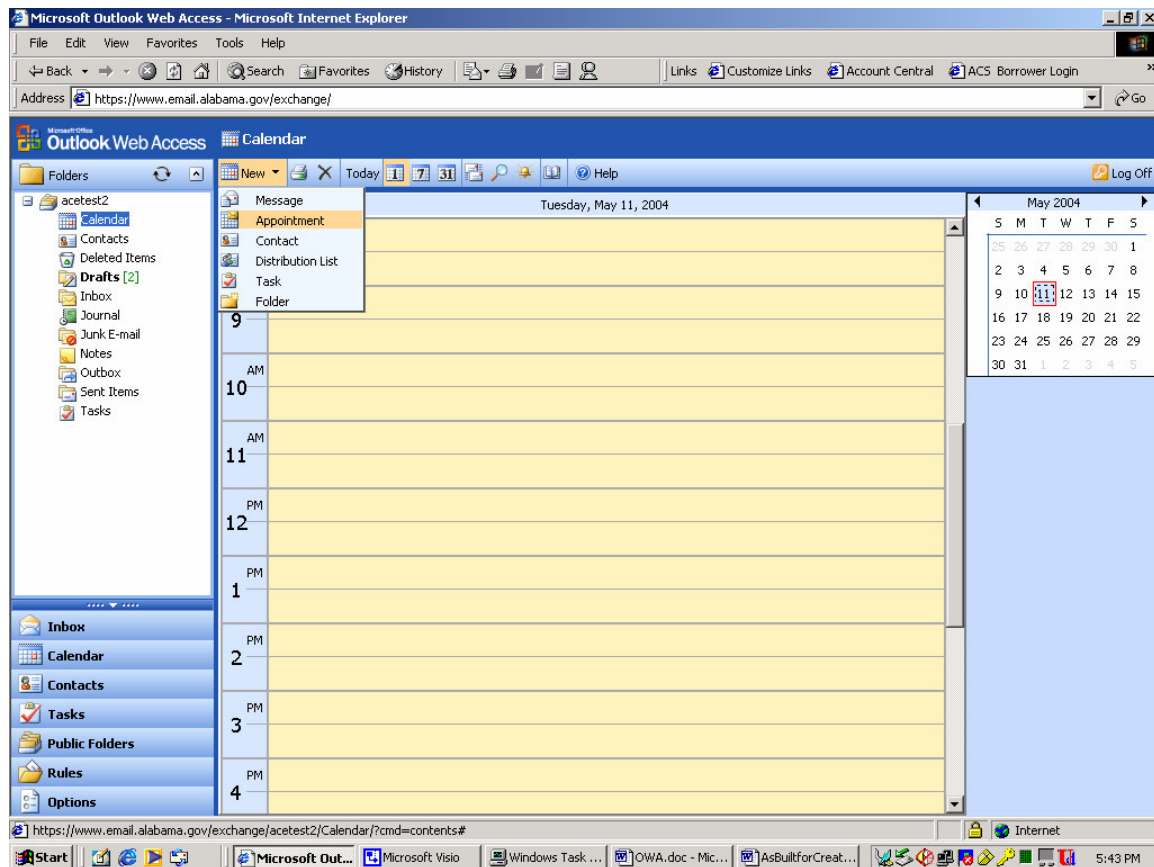 Microsoft Outlook Web Access - Microsoft Internet Explorer
File Edit View Favorites Tools Help
Back Search Favorites History Links Customize Links Account Central ACS Borrower Login »
Address https://www.email.alabama.gov/exchange/ Go
Microsoft Office
Outlook Web Access Calendar
Folders New Today 1 7 31 Help Log Off
acetest2
Calendar
Contacts
Deleted Items
Drafts [2]
Inbox
Journal
Junk E-mail
Notes
Outbox
Sent Items
Tasks
Message
Appointment
Contact
Distribution List
Task
Folder
Tuesday, May 11, 2004
9
AM
10
AM
11
PM
12
PM
1
PM
2
PM
3
PM
4
May 2004
S M T W T F S
25 26 27 28 29 30 1
2 3 4 5 6 7 8
9 10 11 12 13 14 15
16 17 18 19 20 21 22
23 24 25 26 27 28 29
30 31 1 2 3 4 5
Inbox
Calendar
Contacts
Tasks
Public Folders
Rules
Options
https://www.email.alabama.gov/exchange/acetest2/Calendar/?cmd=contents# Internet
Start Microsoft Out... Microsoft Visio Windows Task ... OWA.doc - Mic... AsBuiltforCreat... 5:43 PM